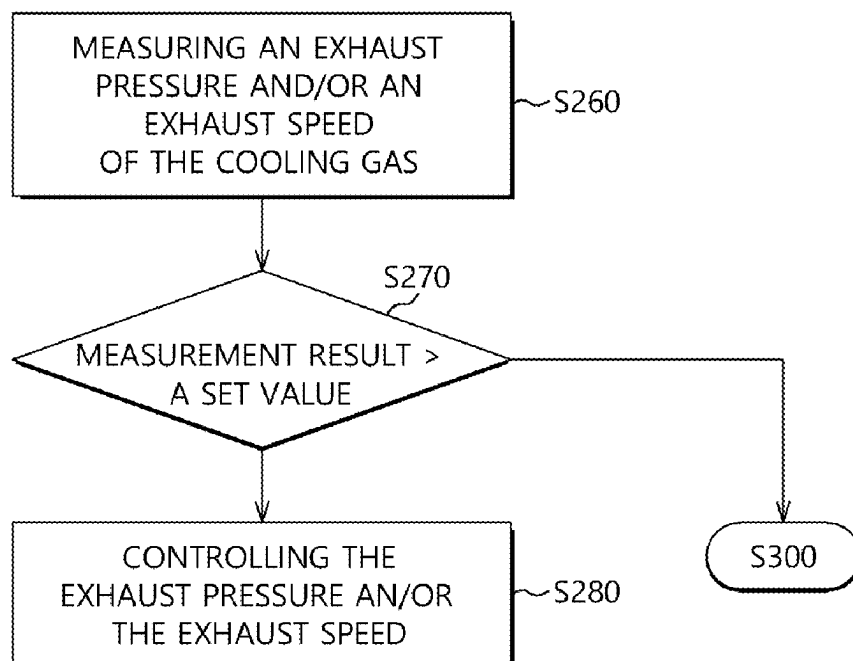 MEASURING AN EXHAUST
PRESSURE AND/OR AN
EXHAUST SPEED
OF THE COOLING GAS
S260
S270
MEASUREMENT RESULT >
A SET VALUE
CONTROLLING THE
EXHAUST PRESSURE AN/OR
THE EXHAUST SPEED
S280
S300